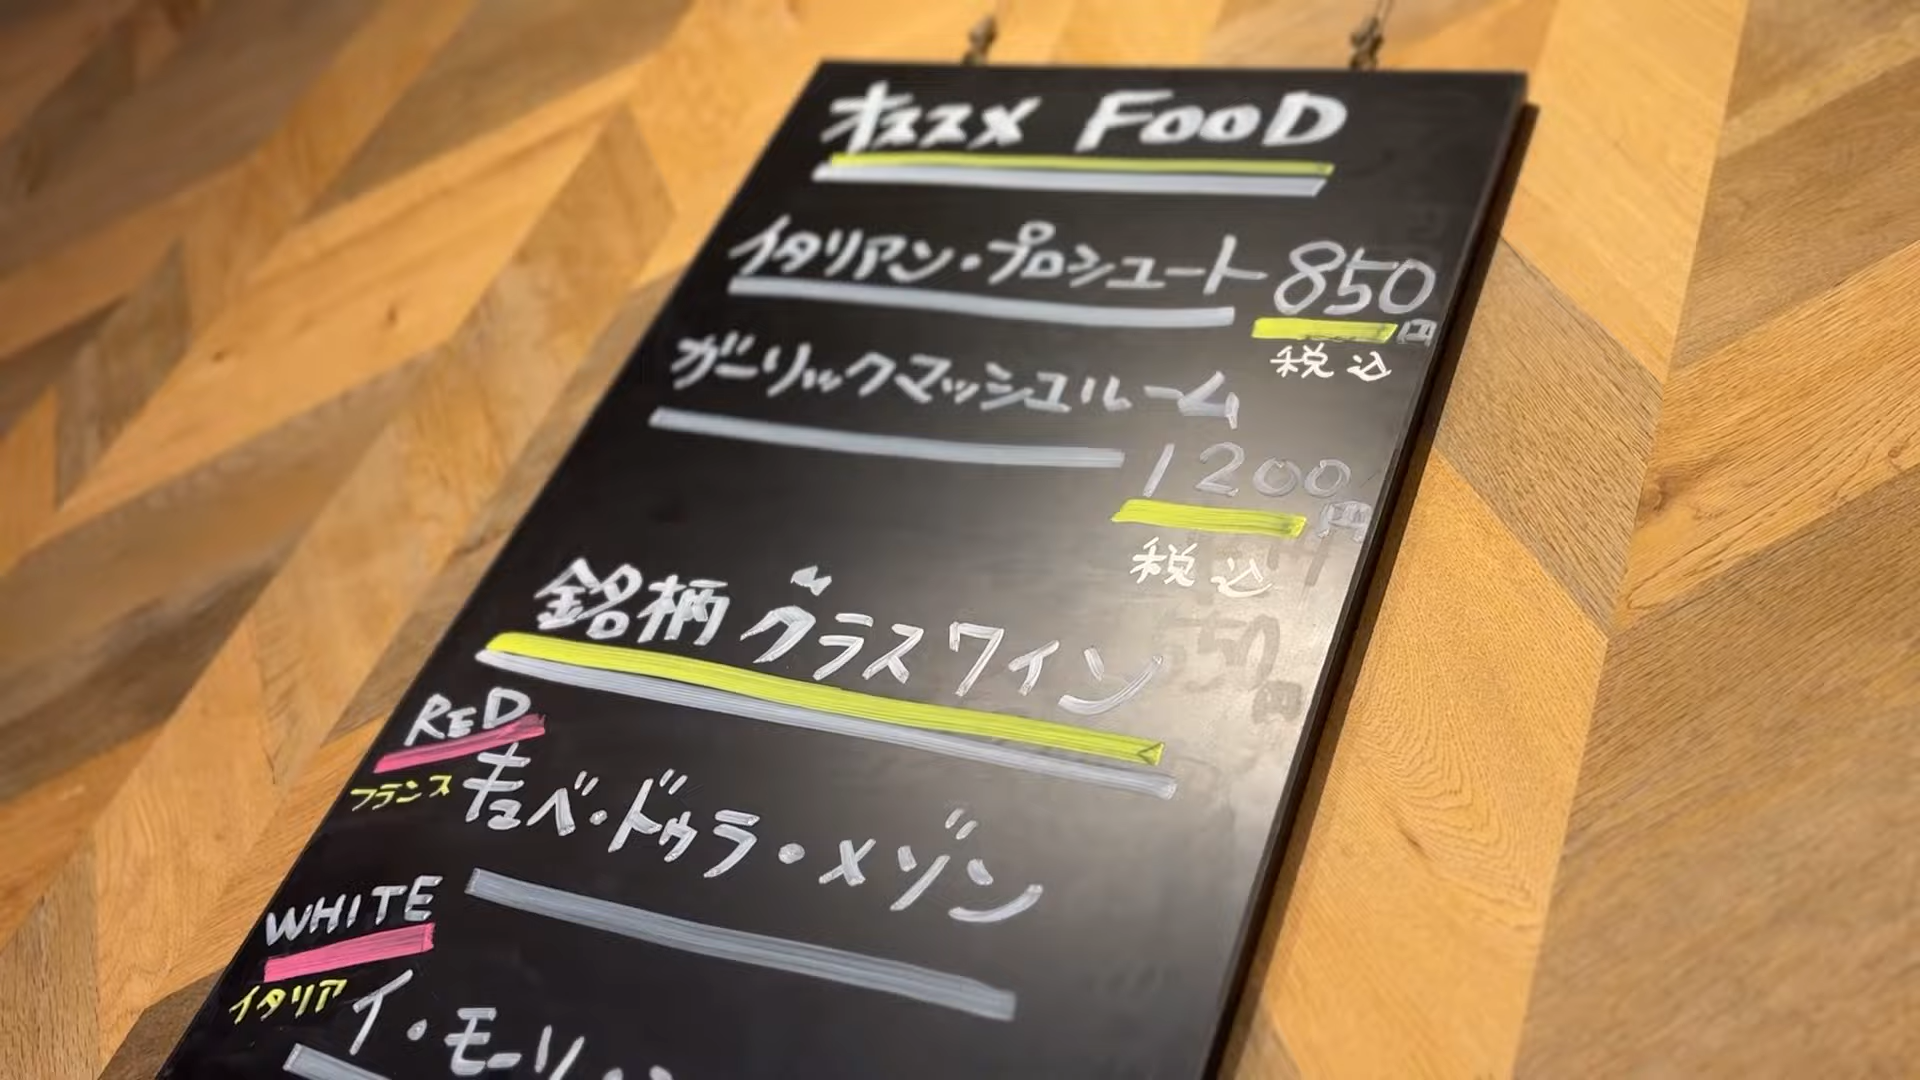 オススメ FOOD
イタリアン・プロシュート 850円
税込
ガーリックマッシュルーム
1200円
税込
銘柄グラスワイン
RED
フランス キュベ・ドゥラ・メゾン
WHITE
イタリア イ・モーリ